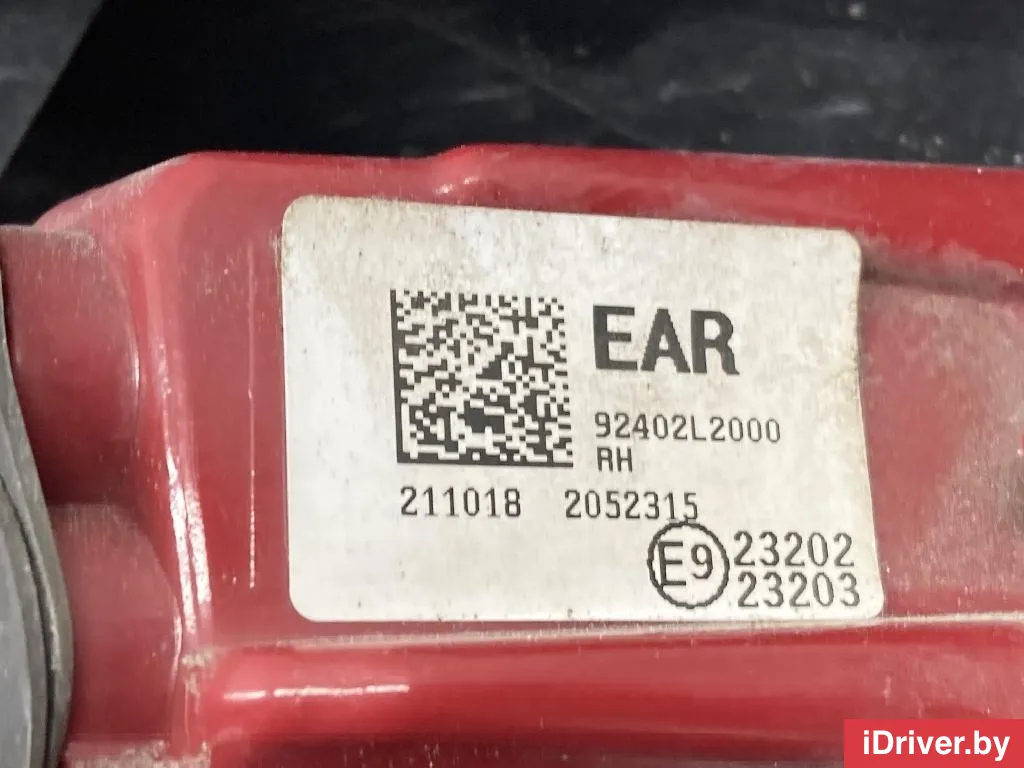 EAR
92402L2000
RH
211018 2052315
E9 23202
23203
iDriver.by